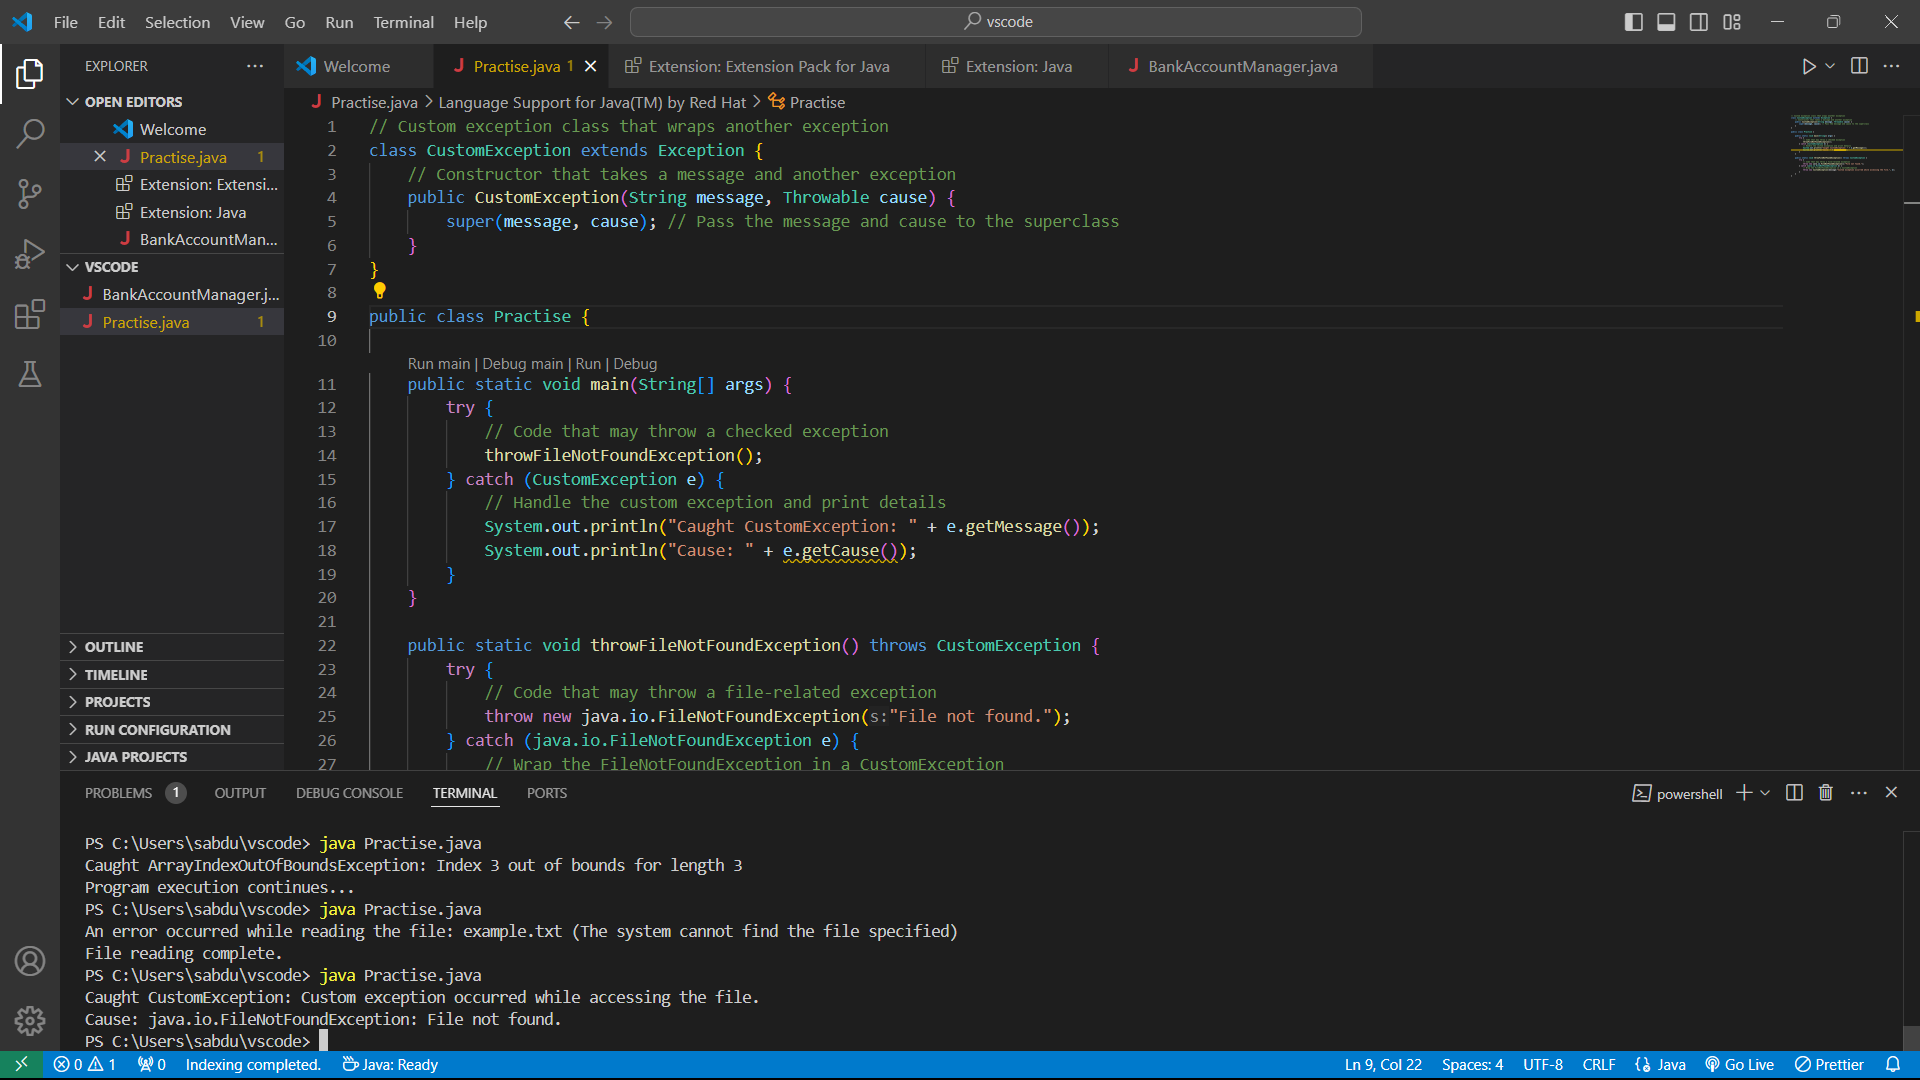 File Edit Selection View Go Run Terminal Help
vscode
EXPLORER
OPEN EDITORS
Welcome
Practise.java 1
Extension: Extensi...
Extension: Java
BankAccountMan...
VSCODE
BankAccountManager.j...
Practise.java 1
OUTLINE
TIMELINE
PROJECTS
RUN CONFIGURATION
JAVA PROJECTS
Welcome Practise.java 1 Extension: Extension Pack for Java Extension: Java BankAccountManager.java
Practise.java > Language Support for Java(TM) by Red Hat > Practise
1 // Custom exception class that wraps another exception
2 class CustomException extends Exception {
3 // Constructor that takes a message and another exception
4 public CustomException(String message, Throwable cause) {
5 super(message, cause); // Pass the message and cause to the superclass
6 }
7 }
8
9 public class Practise {
10
Run main | Debug main | Run | Debug
11 public static void main(String[] args) {
12 try {
13 // Code that may throw a checked exception
14 throwFileNotFoundException();
15 } catch (CustomException e) {
16 // Handle the custom exception and print details
17 System.out.println("Caught CustomException: " + e.getMessage());
18 System.out.println("Cause: " + e.getCause());
19 }
20 }
21
22 public static void throwFileNotFoundException() throws CustomException {
23 try {
24 // Code that may throw a file-related exception
25 throw new java.io.FileNotFoundException(s:"File not found.");
26 } catch (java.io.FileNotFoundException e) {
27 // Wrap the FileNotFoundException in a CustomException
PROBLEMS 1 OUTPUT DEBUG CONSOLE TERMINAL PORTS
powershell
PS C:\Users\sabdu\vscode> java Practise.java
Caught ArrayIndexOutOfBoundsException: Index 3 out of bounds for length 3
Program execution continues...
PS C:\Users\sabdu\vscode> java Practise.java
An error occurred while reading the file: example.txt (The system cannot find the file specified)
File reading complete.
PS C:\Users\sabdu\vscode> java Practise.java
Caught CustomException: Custom exception occurred while accessing the file.
Cause: java.io.FileNotFoundException: File not found.
PS C:\Users\sabdu\vscode>
0 1 0 Indexing completed. Java: Ready Ln 9, Col 22 Spaces: 4 UTF-8 CRLF {} Java Go Live Prettier